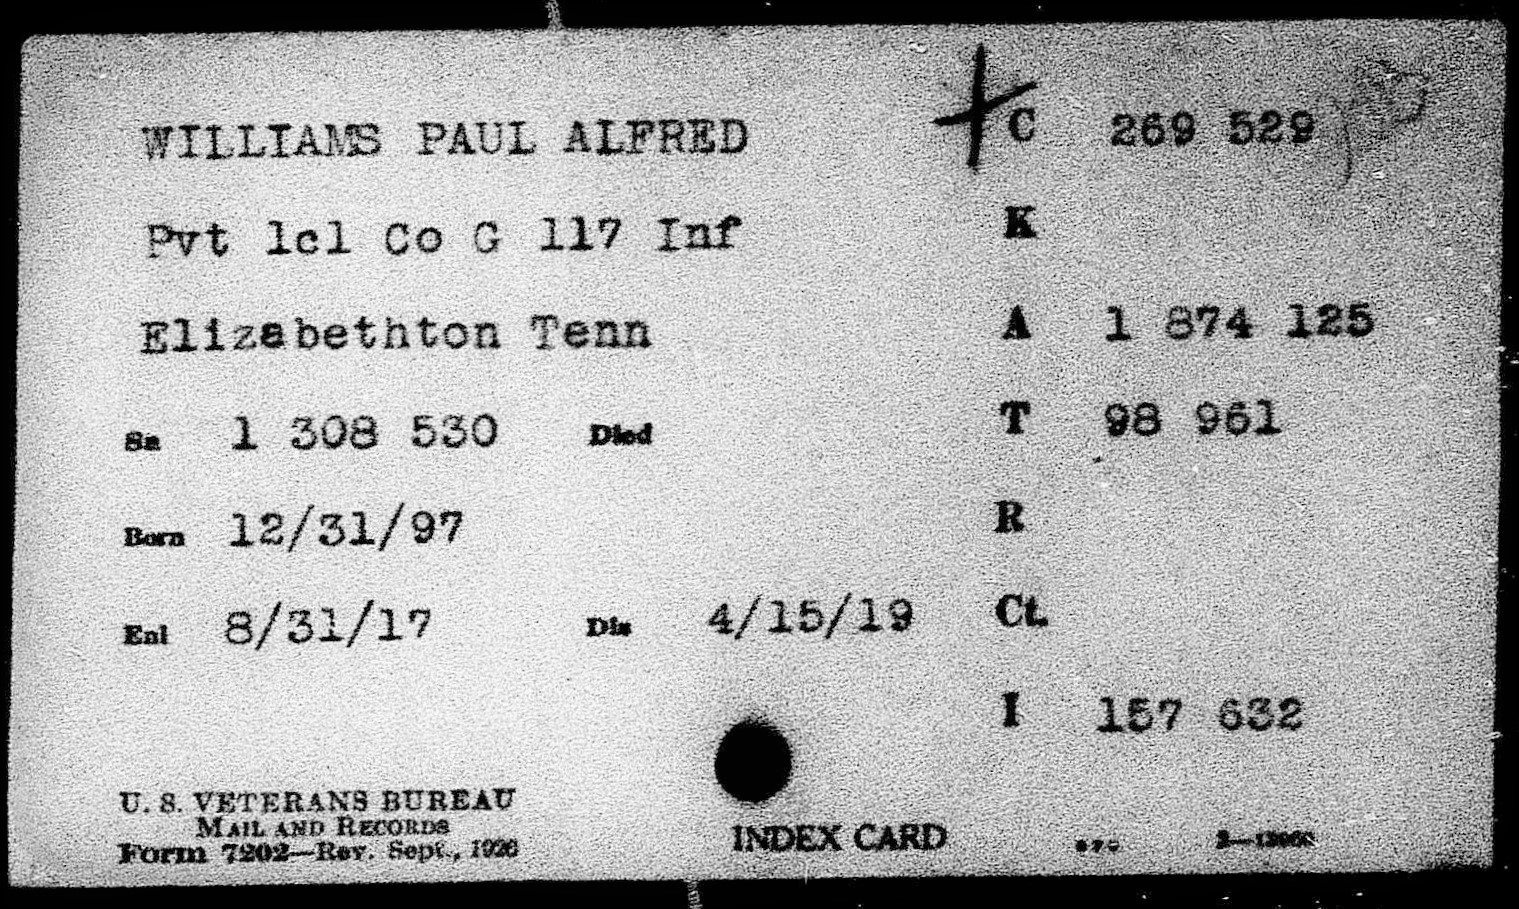 WILLIAMS PAUL ALFRED
C 269 529
Pvt 1cl Co G 117 Inf
K
Elizabethton Tenn
A 1 874 125
Sn 1 308 530 Died
T 98 961
Born 12/31/97
R
Enl 8/31/17 Dis 4/15/19
Ct.
I 157 632
U. S. VETERANS BUREAU
MAIL AND RECORDS
Form 7202—Rev. Sept., 1926
INDEX CARD